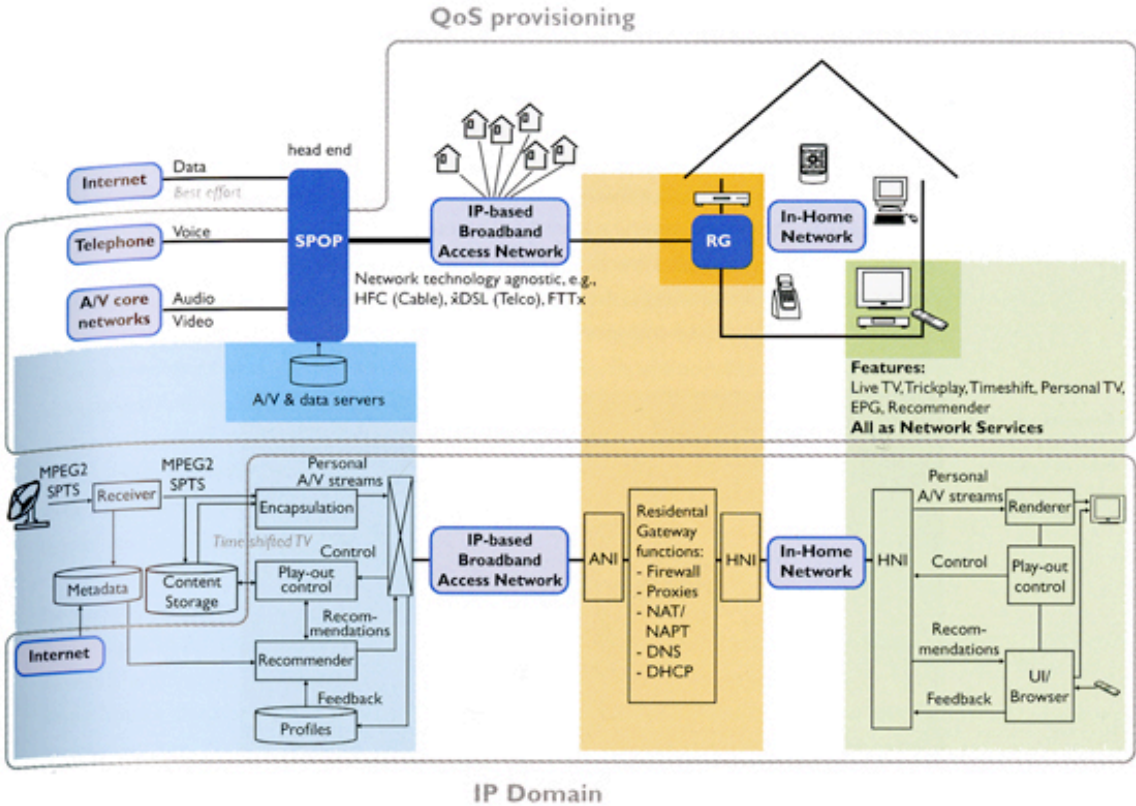 QoS provisioning
head end
Internet
Data
Best effort
Telephone
Voice
A/V core
networks
Audio
Video
SPOP
IP-based
Broadband
Access Network
Network technology agnostic, e.g.,
HFC (Cable), xDSL (Telco), FTTx
RG
In-Home
Network
A/V & data servers
Features:
Live TV, Trickplay, Timeshift, Personal TV,
EPG, Recommender
All as Network Services
MPEG2
SPTS
Receiver
MPEG2
SPTS
Personal
A/V streams
Encapsulation
Time shifted TV
Metadata
Content
Storage
Control
Play-out
control
Recom-
mendations
Internet
Recommender
Feedback
Profiles
IP-based
Broadband
Access Network
ANI
Residental
Gateway
functions:
- Firewall
- Proxies
- NAT/
NAPT
- DNS
- DHCP
HNI
In-Home
Network
HNI
Personal
A/V streams
Renderer
Control
Play-out
control
Recom-
mendations
UI/
Browser
Feedback
IP Domain